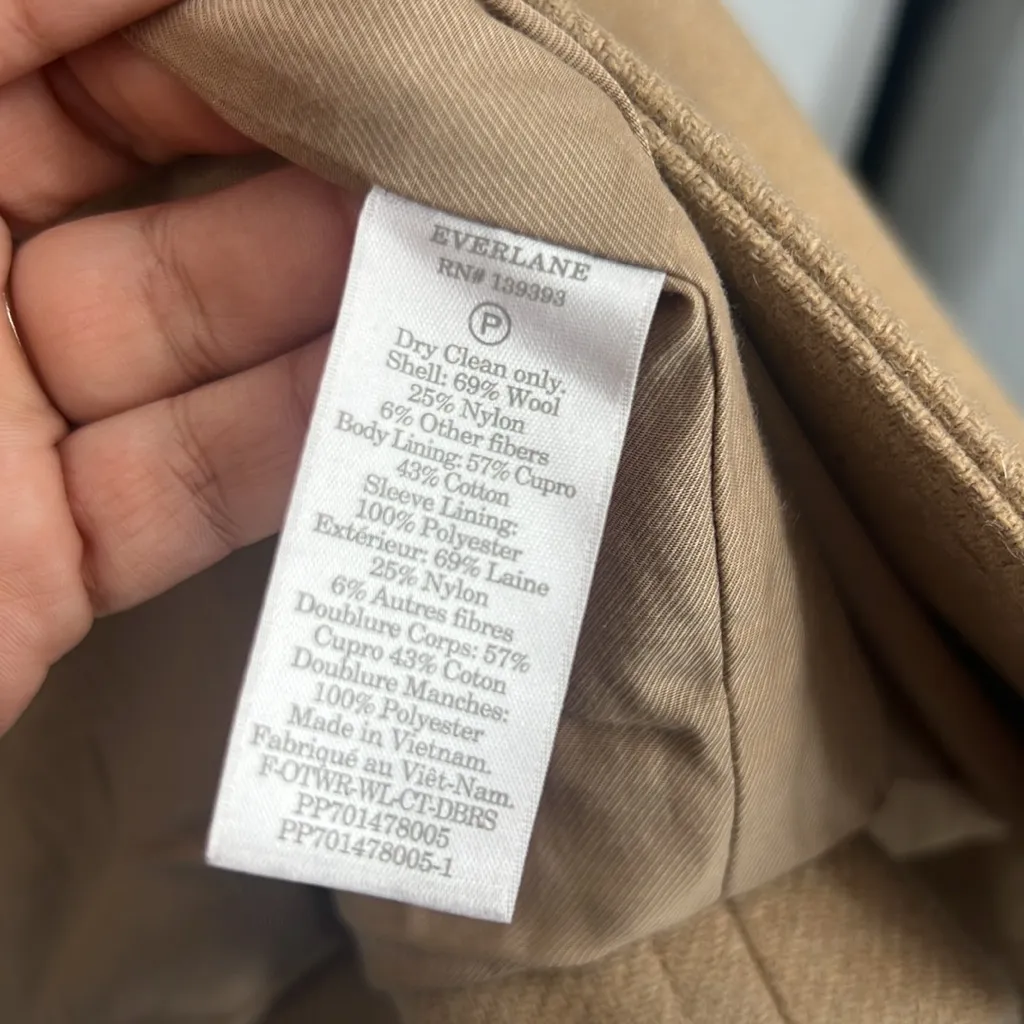 EVERLANE
RN# 139393
P
Dry Clean only.
Shell: 69% Wool
25% Nylon
6% Other fibers
Body Lining: 57% Cupro
43% Cotton
Sleeve Lining:
100% Polyester
Extérieur: 69% Laine
25% Nylon
6% Autres fibres
Doublure Corps: 57%
Cupro 43% Coton
Doublure Manches:
100% Polyester
Made in Vietnam.
Fabriqué au Viêt-Nam.
F-OTWR-WL-CT-DBRS
PP701478005
PP701478005-1